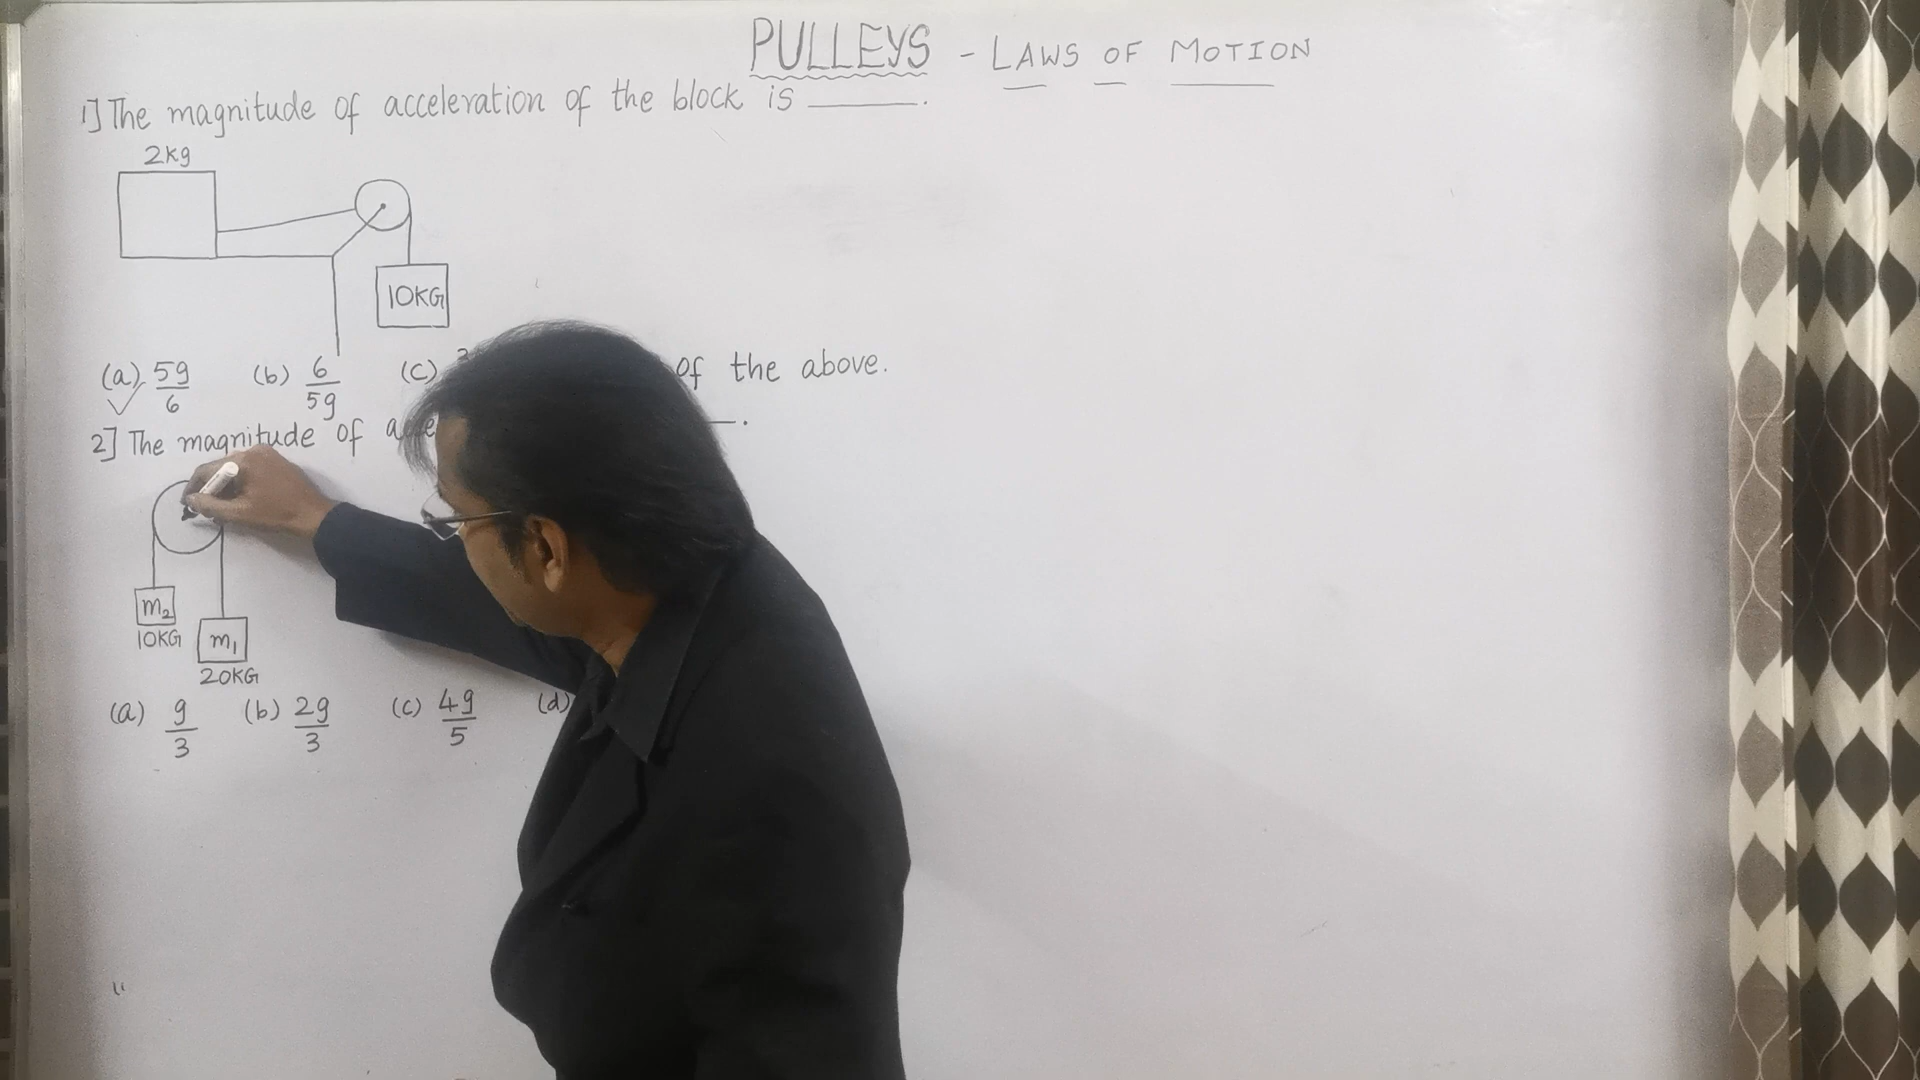 PULLEYS - LAWS OF MOTION
1] The magnitude of acceleration of the block is ______.
2kg
10KG
(a) 5g/6 (b) 6/5g (c) of the above.
2] The magnitude of
m2
10KG
m1
20KG
(a) g/3 (b) 2g/3 (c) 4g/5 (d)